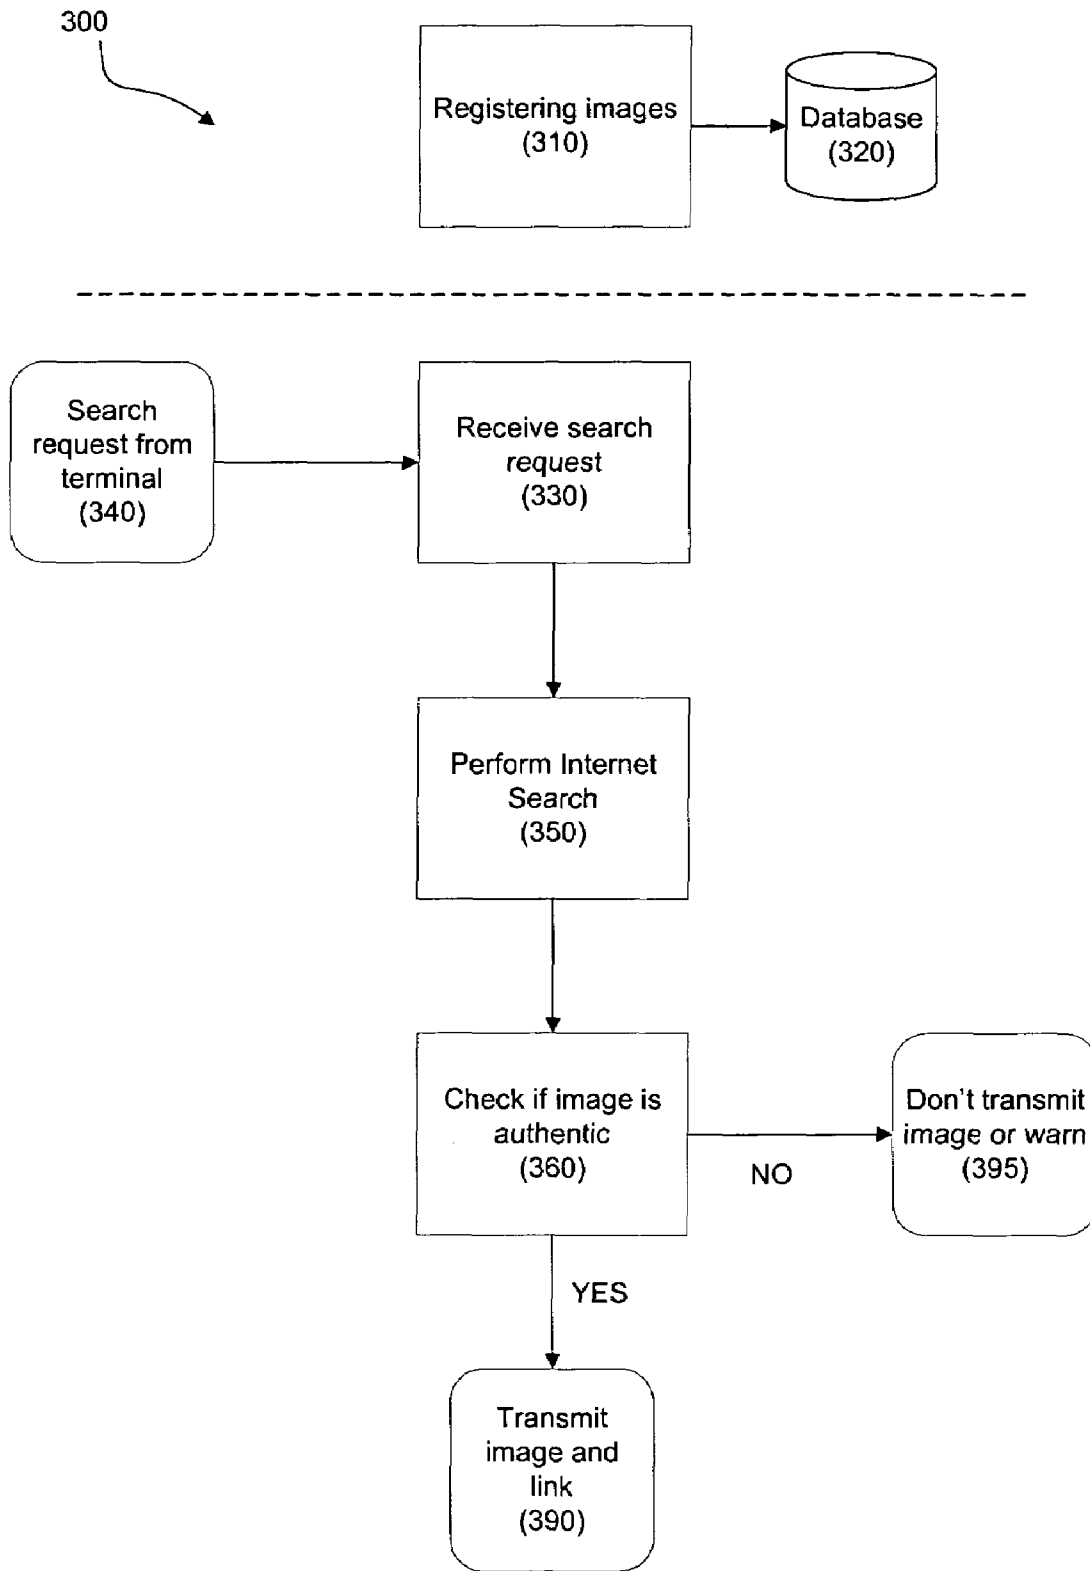 300
Registering images
(310)
Database
(320)
Search
request from
terminal
(340)
Receive search
request
(330)
Perform Internet
Search
(350)
Check if image is
authentic
(360)
NO
Don't transmit
image or warn
(395)
YES
Transmit
image and
link
(390)